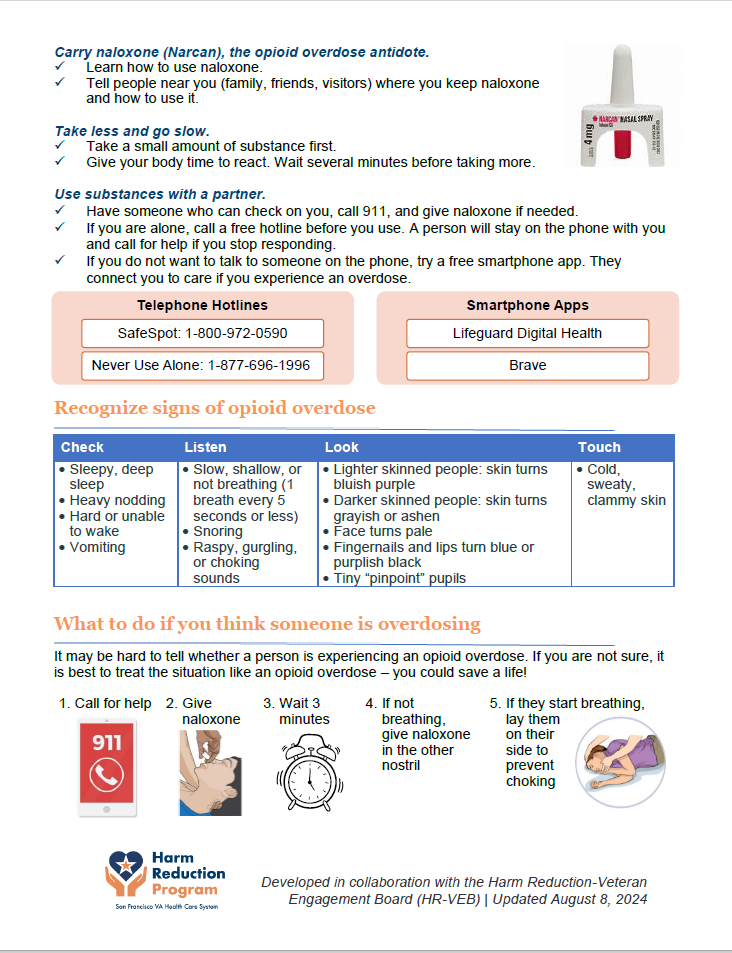 Carry naloxone (Narcan), the opioid overdose antidote.
✓ Learn how to use naloxone.
✓ Tell people near you (family, friends, visitors) where you keep naloxone
and how to use it.
NARCAN NASAL SPRAY
4 mg
Take less and go slow.
✓ Take a small amount of substance first.
✓ Give your body time to react. Wait several minutes before taking more.
Use substances with a partner.
✓ Have someone who can check on you, call 911, and give naloxone if needed.
✓ If you are alone, call a free hotline before you use. A person will stay on the phone with you
and call for help if you stop responding.
✓ If you do not want to talk to someone on the phone, try a free smartphone app. They
connect you to care if you experience an overdose.
Telephone Hotlines
SafeSpot: 1-800-972-0590
Never Use Alone: 1-877-696-1996
Smartphone Apps
Lifeguard Digital Health
Brave
Recognize signs of opioid overdose
Check
• Sleepy, deep
sleep
• Heavy nodding
• Hard or unable
to wake
• Vomiting
Listen
• Slow, shallow, or
not breathing (1
breath every 5
seconds or less)
• Snoring
• Raspy, gurgling,
or choking
sounds
Look
• Lighter skinned people: skin turns
bluish purple
• Darker skinned people: skin turns
grayish or ashen
• Face turns pale
• Fingernails and lips turn blue or
purplish black
• Tiny “pinpoint” pupils
Touch
• Cold,
sweaty,
clammy skin
What to do if you think someone is overdosing
It may be hard to tell whether a person is experiencing an opioid overdose. If you are not sure, it
is best to treat the situation like an opioid overdose – you could save a life!
1. Call for help
911
2. Give
naloxone
3. Wait 3
minutes
4. If not
breathing,
give naloxone
in the other
nostril
5. If they start breathing,
lay them
on their
side to
prevent
choking
Harm
Reduction
Program
San Francisco VA Health Care System
Developed in collaboration with the Harm Reduction-Veteran
Engagement Board (HR-VEB) | Updated August 8, 2024